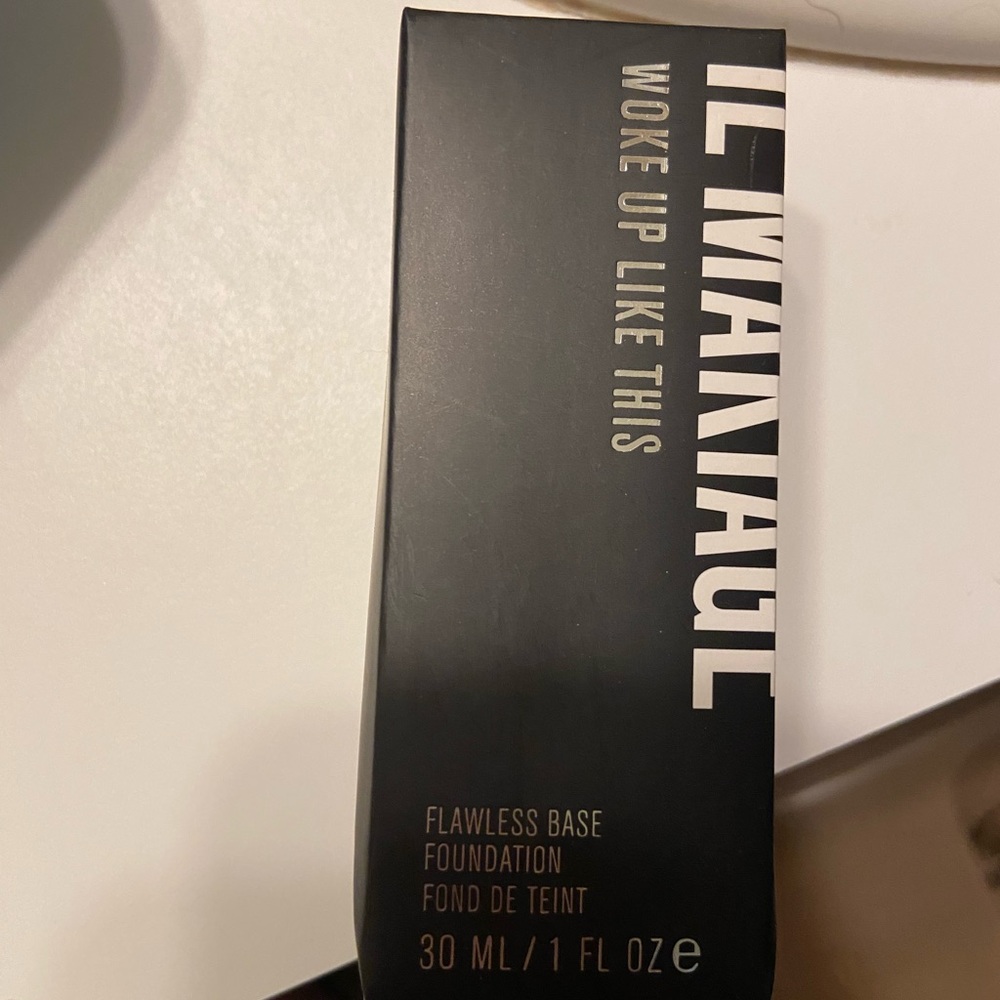 IL MAKIAGE
WOKE UP LIKE THIS
FLAWLESS BASE
FOUNDATION
FOND DE TEINT
30 ML / 1 FL OZ e